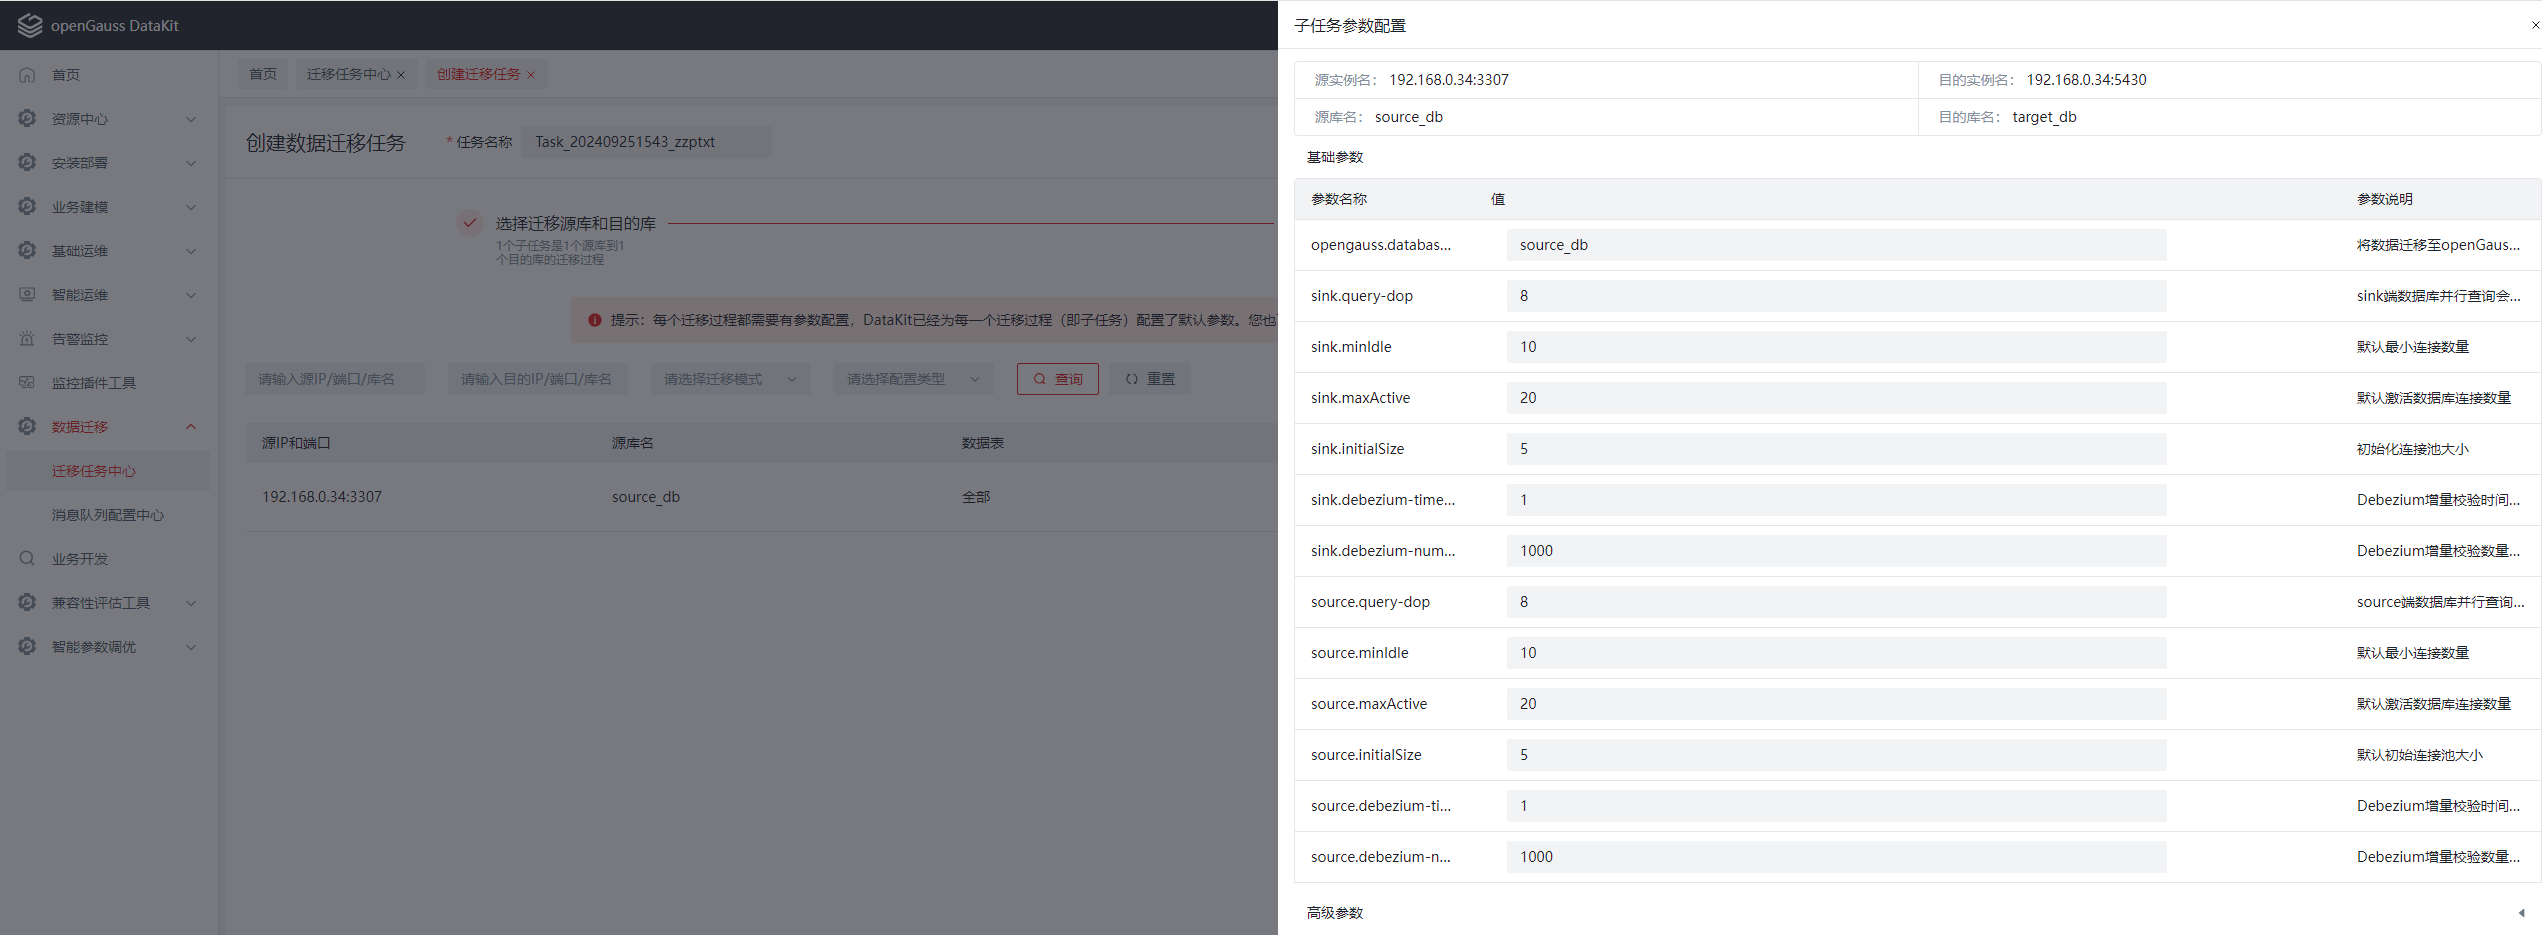 openGauss DataKit
首页
资源中心
安装部署
业务建模
基础运维
智能运维
告警监控
监控插件工具
数据迁移
迁移任务中心
消息队列配置中心
业务开发
兼容性评估工具
智能参数调优
首页 迁移任务中心 × 创建迁移任务 ×
创建数据迁移任务 * 任务名称 Task_202409251543_zzptxt
选择迁移源库和目的库
1个子任务是1个源库到1
个目的库的迁移过程
提示：每个迁移过程都需要有参数配置，DataKit已经为每一个迁移过程（即子任务）配置了默认参数。您也
请输入源IP/端口/库名 请输入目的IP/端口/库名 请选择迁移模式 请选择配置类型 查询 重置
源IP和端口 源库名 数据表
192.168.0.34:3307 source_db 全部
子任务参数配置 ×
源实例名： 192.168.0.34:3307 目的实例名： 192.168.0.34:5430
源库名： source_db 目的库名： target_db
基础参数
参数名称 值 参数说明
opengauss.databas... source_db 将数据迁移至openGaus...
sink.query-dop 8 sink端数据库并行查询会...
sink.minIdle 10 默认最小连接数量
sink.maxActive 20 默认激活数据库连接数量
sink.initialSize 5 初始化连接池大小
sink.debezium-time... 1 Debezium增量校验时间...
sink.debezium-num... 1000 Debezium增量校验数量...
source.query-dop 8 source端数据库并行查询...
source.minIdle 10 默认最小连接数量
source.maxActive 20 默认激活数据库连接数量
source.initialSize 5 默认初始连接池大小
source.debezium-ti... 1 Debezium增量校验时间...
source.debezium-n... 1000 Debezium增量校验数量...
高级参数